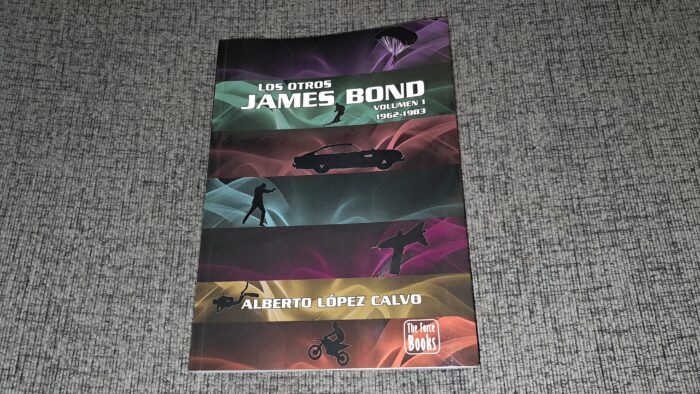 LOS OTROS
JAMES BOND
VOLUMEN 1
1962-1983
ALBERTO LÓPEZ CALVO
The Force
Books